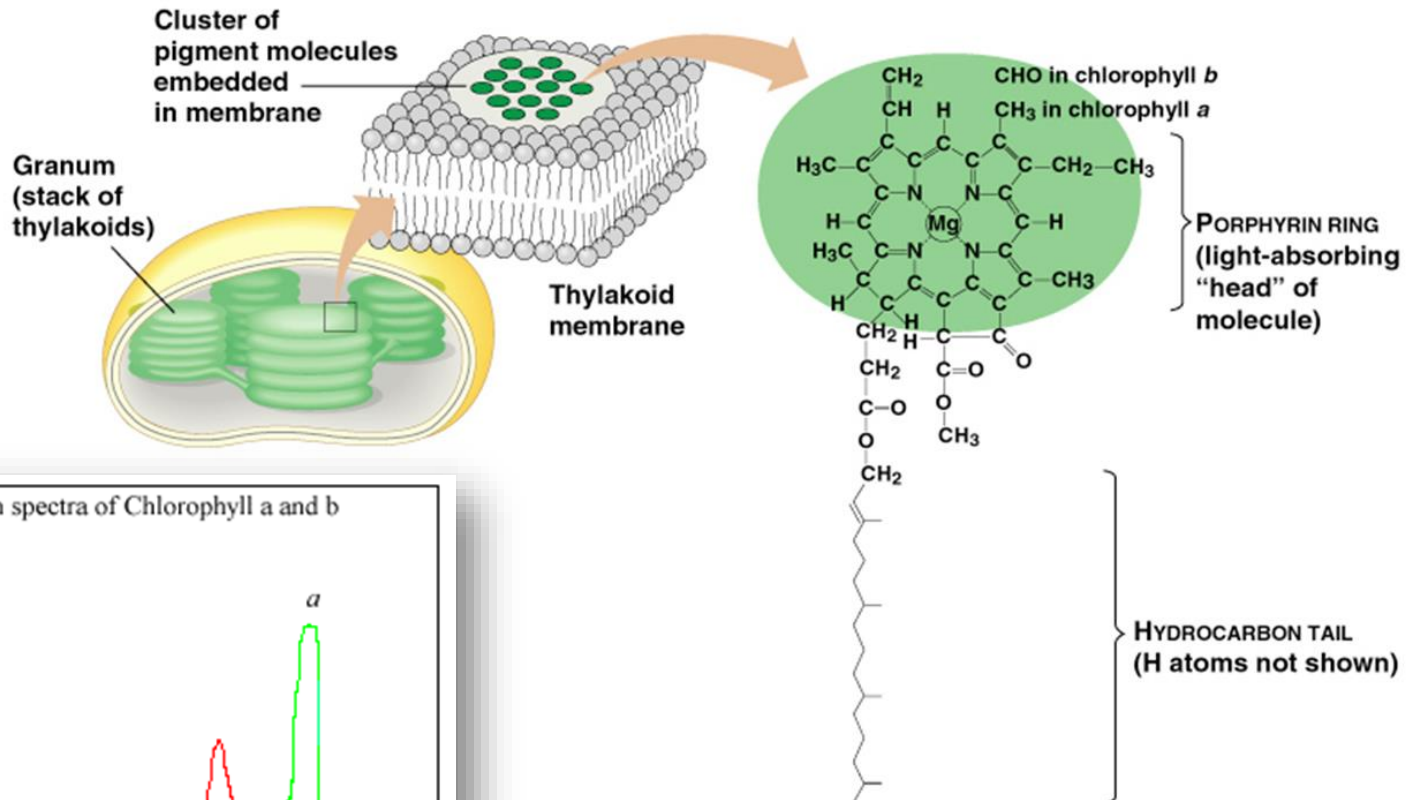 Cluster of
pigment molecules
embedded
in membrane
Granum
(stack of
thylakoids)
Thylakoid
membrane
CH2
CHO in chlorophyll b
CH
H
CH3 in chlorophyll a
C
C
C
C
H3C
C
C
C
C
CH2
CH3
C
N
N
C
H
C
Mg
C
H
H3C
C
N
N
C
C
C
C
C
CH3
H
C
C
C
H
CH2
H
C
C
O
CH2
C=O
C–O
O
O
CH3
CH2
PORPHYRIN RING
(light-absorbing
“head” of
molecule)
HYDROCARBON TAIL
(H atoms not shown)
spectra of Chlorophyll a and b
a